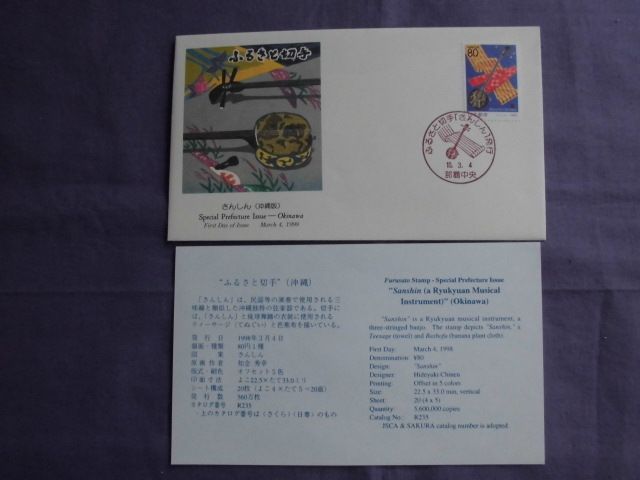 ふるさと切手
さんしん (沖縄版)
Special Prefecture Issue — Okinawa
First Day of Issue March 4, 1998
80
ふるさと切手「さんしん」発行
10. 3. 4
那覇中央
“ふるさと切手”(沖縄)
「さんしん」は、民謡等の演奏で使用される三
味線と類似した沖縄独特の弦楽器である。切手に
は、「さんしん」と琉球舞踊の衣装に使用される
ティーサージ(てぬぐい)と芭蕉布を描いている。
発行日 1998年3月4日
額面・種類 80円1種
図案 さんしん
原画作者 知念 秀幸
版式刷色 オフセット5色
印面寸法 よこ22.5×たて33.0ミリ
シート構成 20枚(よこ4×たて5=20面)
発行数 560万枚
カタログ番号 R235
・上のカタログ番号は(さくら)(日専)のもの
Furusato Stamp - Special Prefecture Issue
"Sanshin (a Ryukyuan Musical
Instrument)" (Okinawa)
"Sanshin" is a Ryukyuan musical instrument, a
three-stringed banjo. The stamp depicts "Sanshin," a
Teesaage (towel) and Bashofu (banana plant cloth).
First Day: March 4, 1998
Denomination: ¥80
Design: "Sanshin"
Designer: Hideyuki Chinen
Printing: Offset in 5 colors
Size: 22.5 x 33.0 mm, vertical
Sheet: 20 (4 x 5)
Quantity: 5,600,000 copies
Catalog No.: R235
JSCA & SAKURA catalog number is adopted.